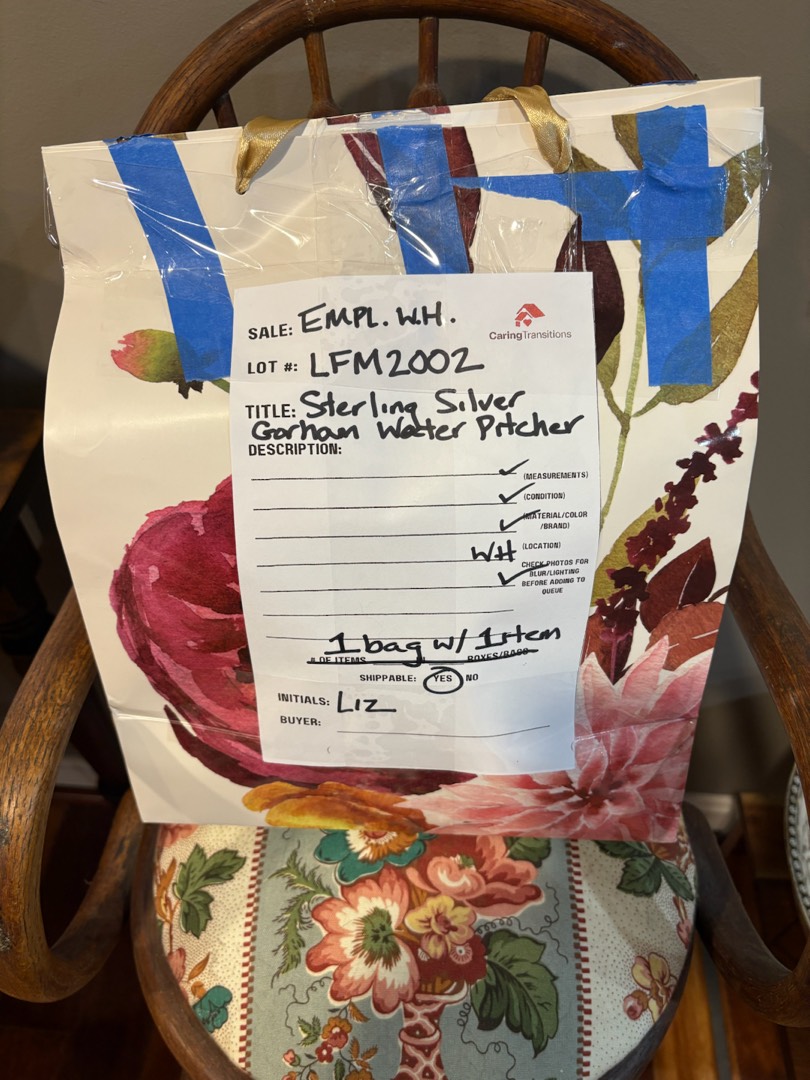 SALE: EMPL. W.H.
CaringTransitions
LOT #: LFM2002
TITLE: Sterling Silver
Gorham Water Pitcher
DESCRIPTION:
(MEASUREMENTS)
(CONDITION)
(MATERIAL/COLOR
/BRAND)
WH (LOCATION)
CHECK PHOTOS FOR
BLUR/LIGHTING
BEFORE ADDING TO
QUEUE
1 bag w/ 1 item
# OF ITEMS BOXES/BAGS
SHIPPABLE: YES NO
INITIALS: Liz
BUYER: